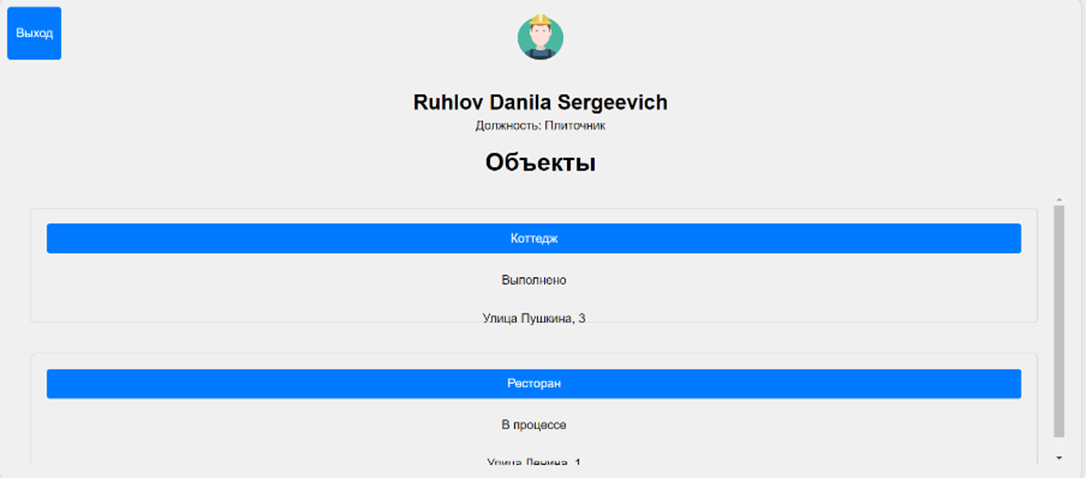 Выход
Ruhlov Danila Sergeevich
Должность: Плиточник
Объекты
Коттедж
Выполнено
Улица Пушкина, 3
Ресторан
В процессе
Улица Ленина, 1